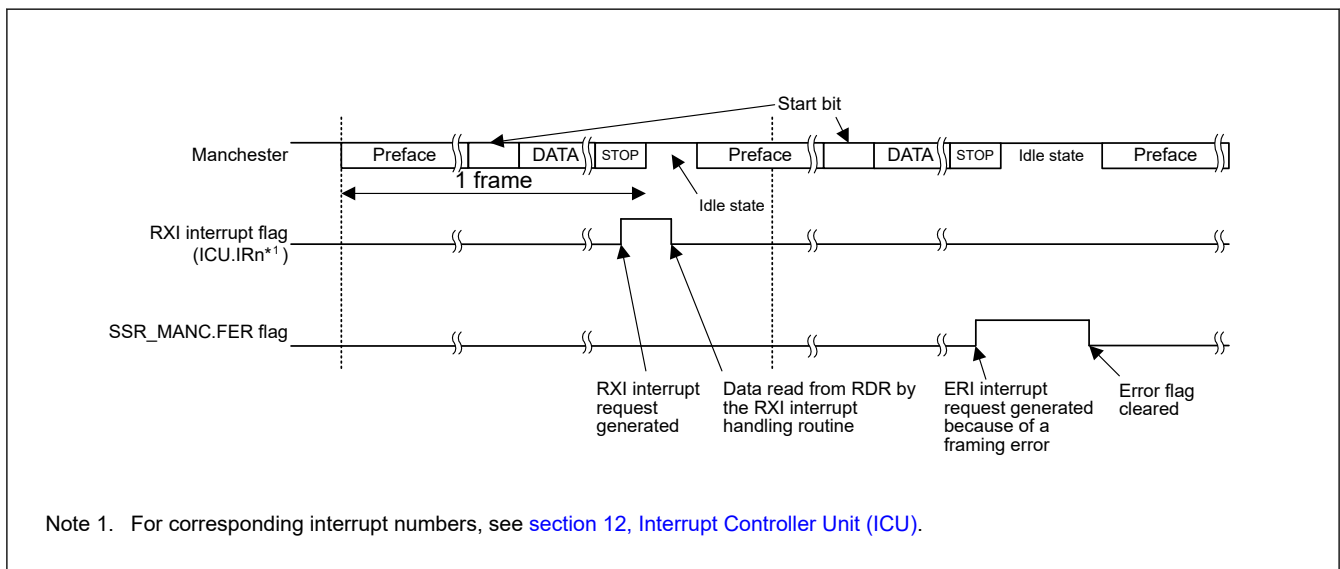 Start bit
Manchester
Preface
DATA
STOP
Preface
DATA
STOP
Idle state
Preface
1 frame
Idle state
RXI interrupt flag
(ICU.IRn*1)
SSR_MANC.FER flag
RXI interrupt
request
generated
Data read from RDR by
the RXI interrupt
handling routine
ERI interrupt
request generated
because of a
framing error
Error flag
cleared
Note 1. For corresponding interrupt numbers, see section 12, Interrupt Controller Unit (ICU).